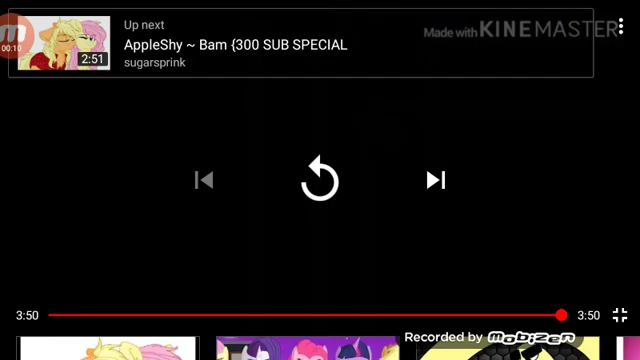 Up next
AppleShy ~ Bam {300 SUB SPECIAL
sugarsprink
2:51
00:10
Made with KINEMASTER
3:50
3:50
Recorded by MOBIZEN